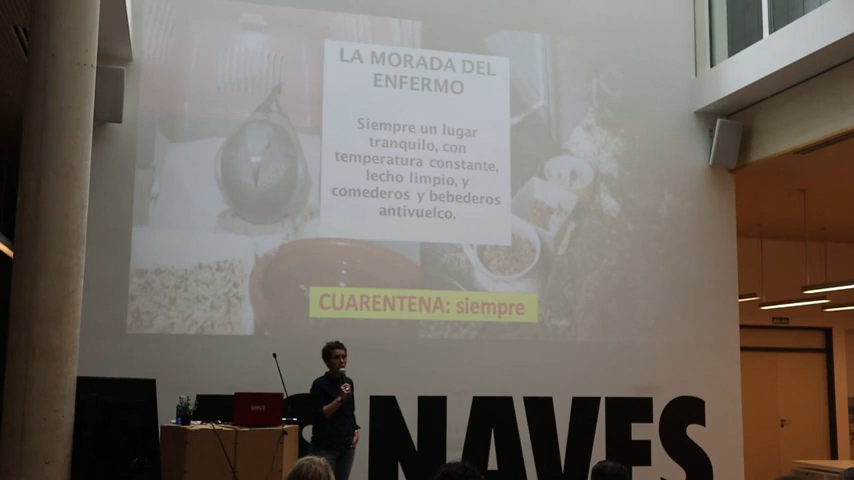 LA MORADA DEL
ENFERMO
Siempre un lugar
tranquilo, con
temperatura constante,
lecho limpio, y
comederos y bebederos
antivuelco.
CUARENTENA: siempre
NAVES